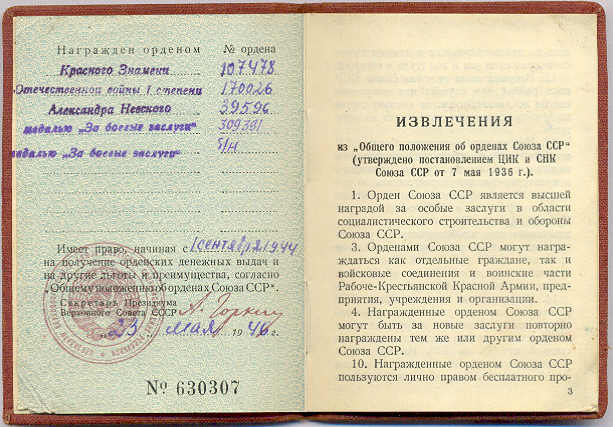 Награжден орденом № ордена
Красного Знамени 107478
Отечественной войны I степени 170026
Александра Невского 39596
медалью „За боевые заслуги“ 309391
медалью „За боевые заслуги“ б/н
Имеет право, начиная с 1 сентября 1944
на получение орденских денежных выдач и
на другие льготы и преимущества, согласно
„Общему положению об орденах Союза ССР“.
Секретарь Президиума
Верховного Совета СССР А. Горкин
„23“ мая 1946 г.
№ 630307
ИЗВЛЕЧЕНИЯ
из „Общего положения об орденах Союза ССР“
(утверждено постановлением ЦИК и СНК
Союза ССР от 7 мая 1936 г.).
1. Орден Союза ССР является высшей
наградой за особые заслуги в области
социалистического строительства и обороны
Союза ССР.
3. Орденами Союза ССР могут награ-
ждаться как отдельные граждане, так и
войсковые соединения и воинские части
Рабоче-Крестьянской Красной Армии, пред-
приятия, учреждения и организации.
4. Награжденные орденом Союза ССР
могут быть за новые заслуги повторно
награждены тем же или другим орденом
Союза ССР.
10. Награжденные орденом Союза ССР
пользуются лично правом бесплатного про-
3